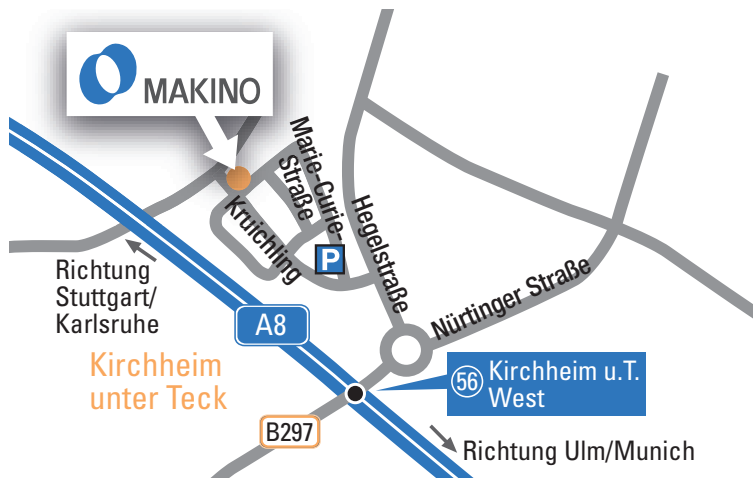 MAKINO
Marie-Curie-
Straße
Kruichling
Hegelstraße
P
Nürtinger Straße
Richtung
Stuttgart/
Karlsruhe
A8
Kirchheim
unter Teck
56 Kirchheim u.T.
West
B297
Richtung Ulm/Munich